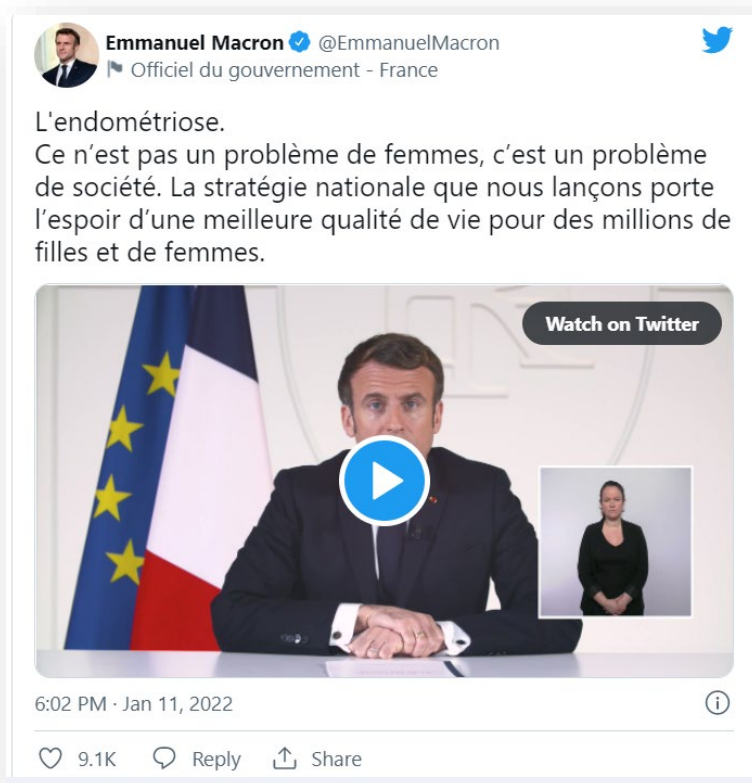 Emmanuel Macron @EmmanuelMacron
Officiel du gouvernement - France
L'endométriose.
Ce n’est pas un problème de femmes, c’est un problème
de société. La stratégie nationale que nous lançons porte
l’espoir d’une meilleure qualité de vie pour des millions de
filles et de femmes.
Watch on Twitter
6:02 PM · Jan 11, 2022
9.1K Reply Share